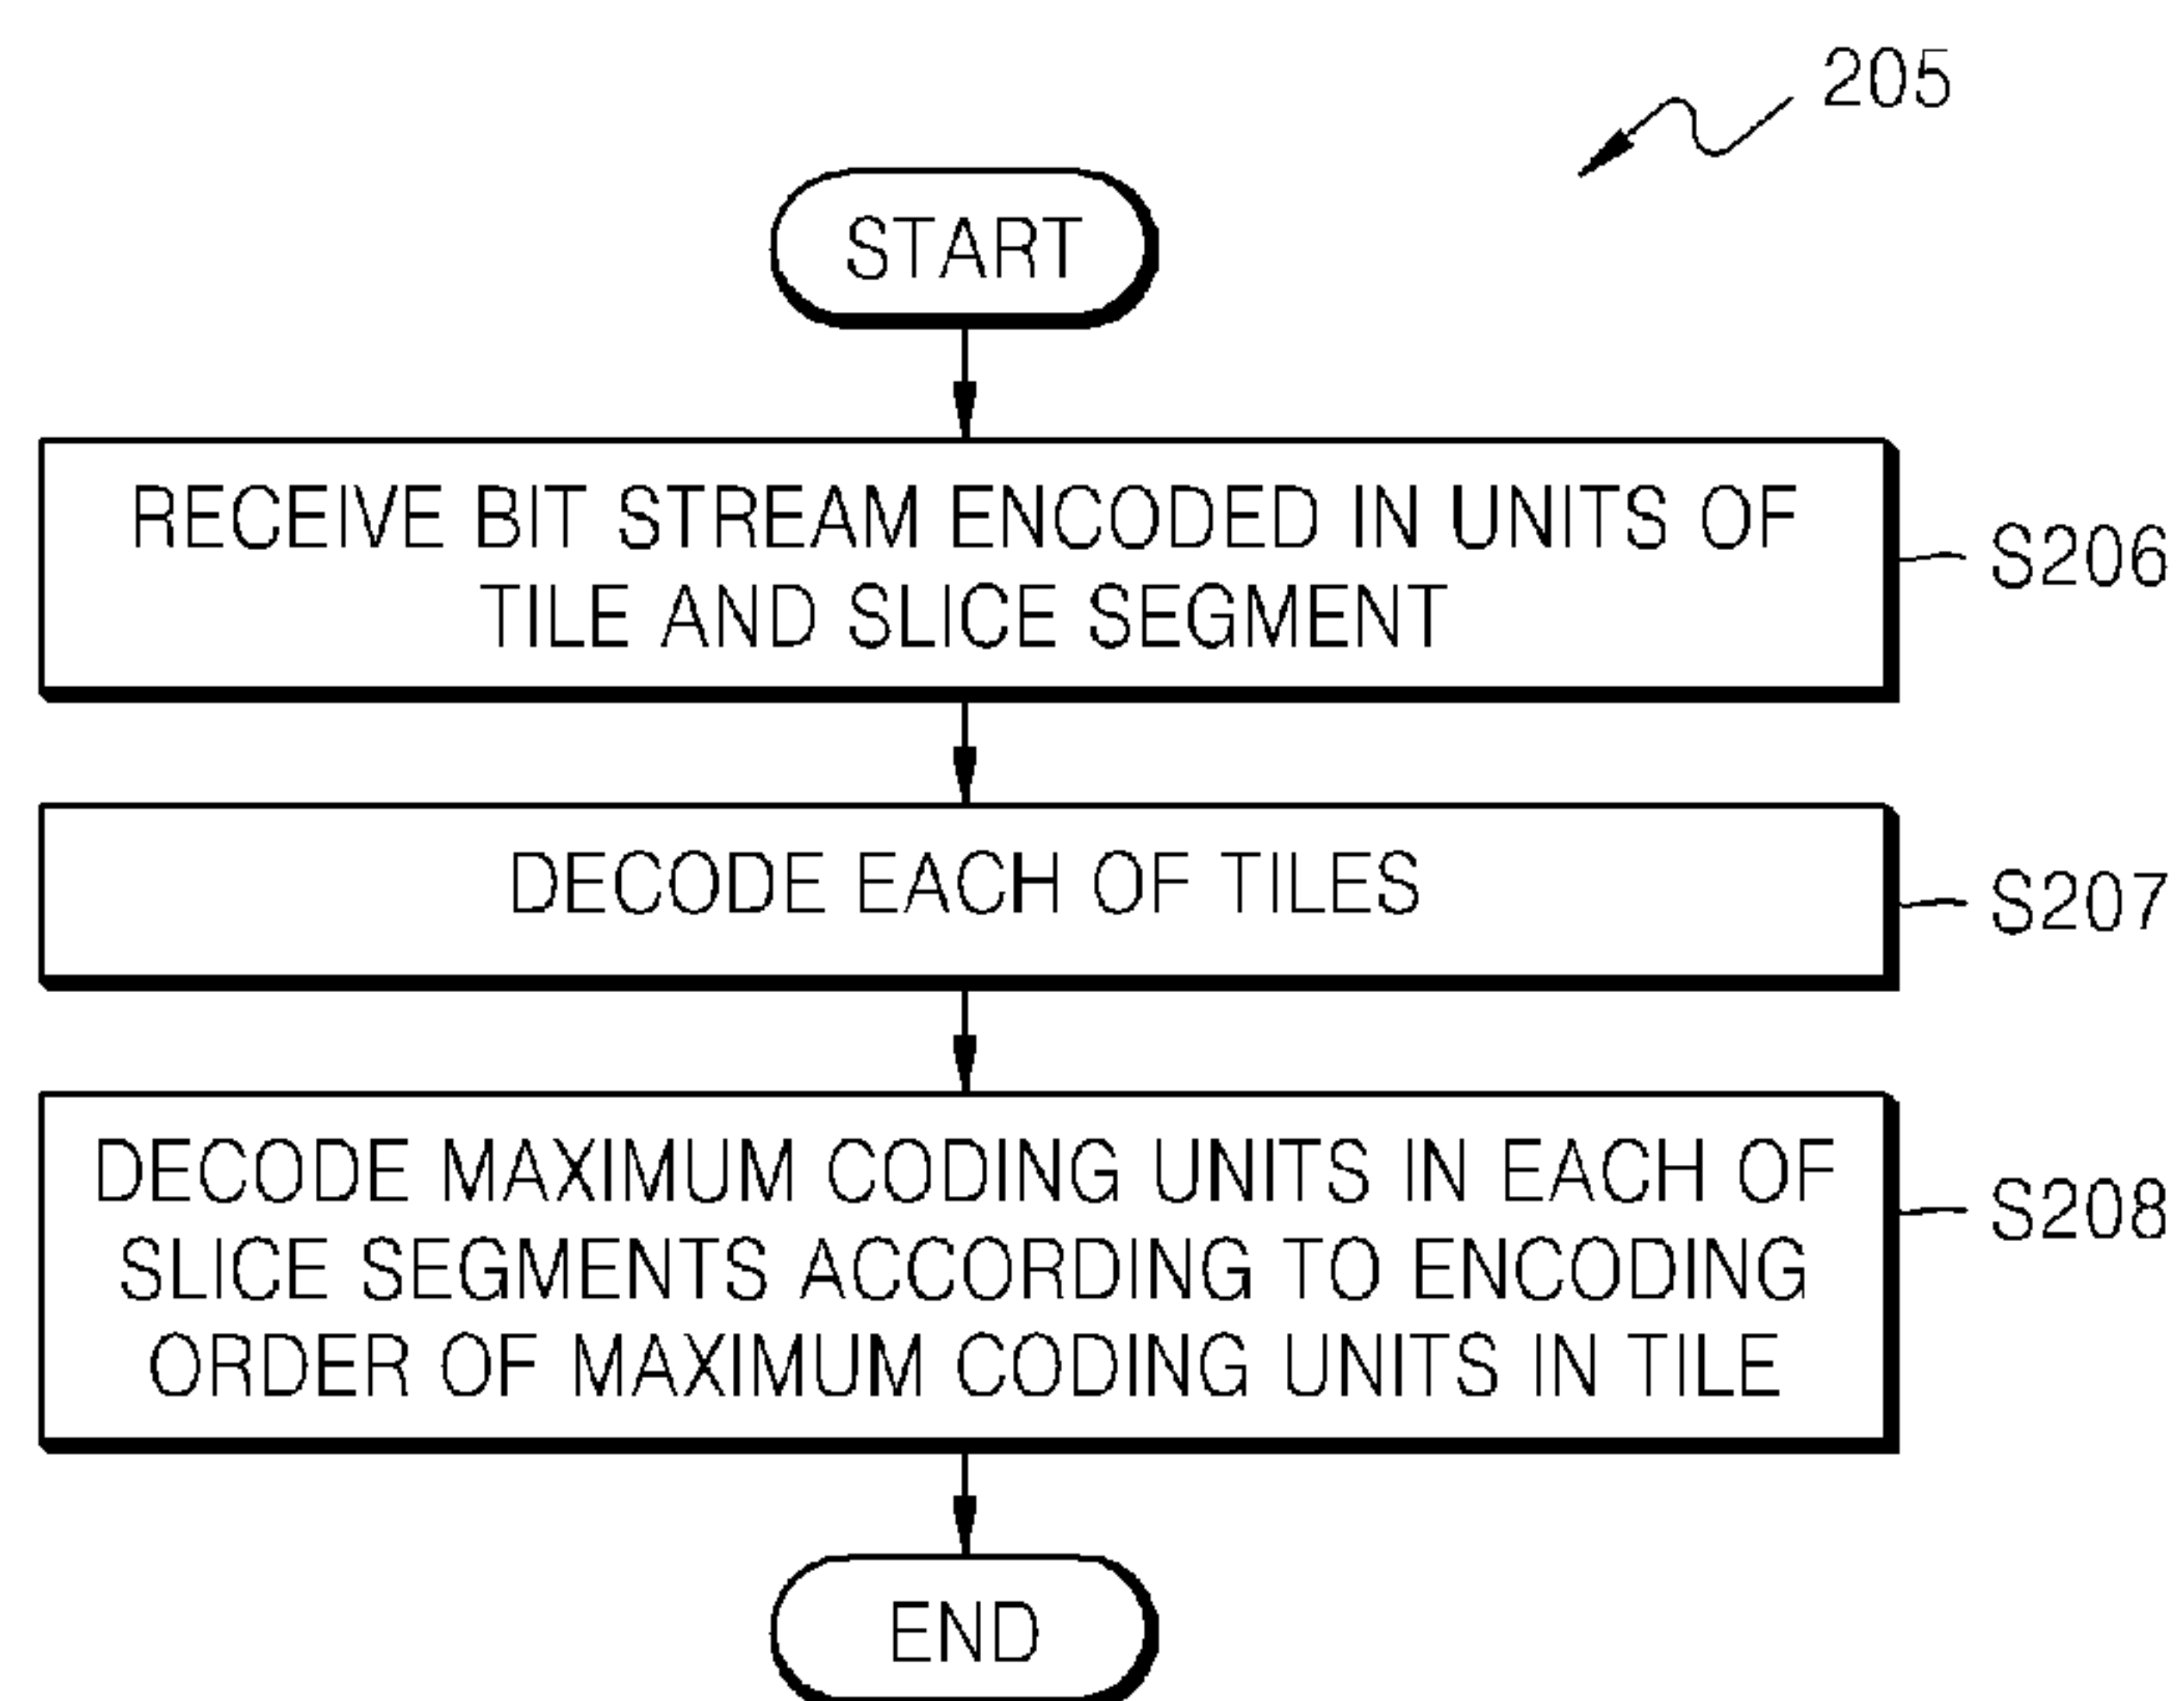 205
START
RECEIVE BIT STREAM ENCODED IN UNITS OF
TILE AND SLICE SEGMENT
S206
DECODE EACH OF TILES
S207
DECODE MAXIMUM CODING UNITS IN EACH OF
SLICE SEGMENTS ACCORDING TO ENCODING
ORDER OF MAXIMUM CODING UNITS IN TILE
S208
END